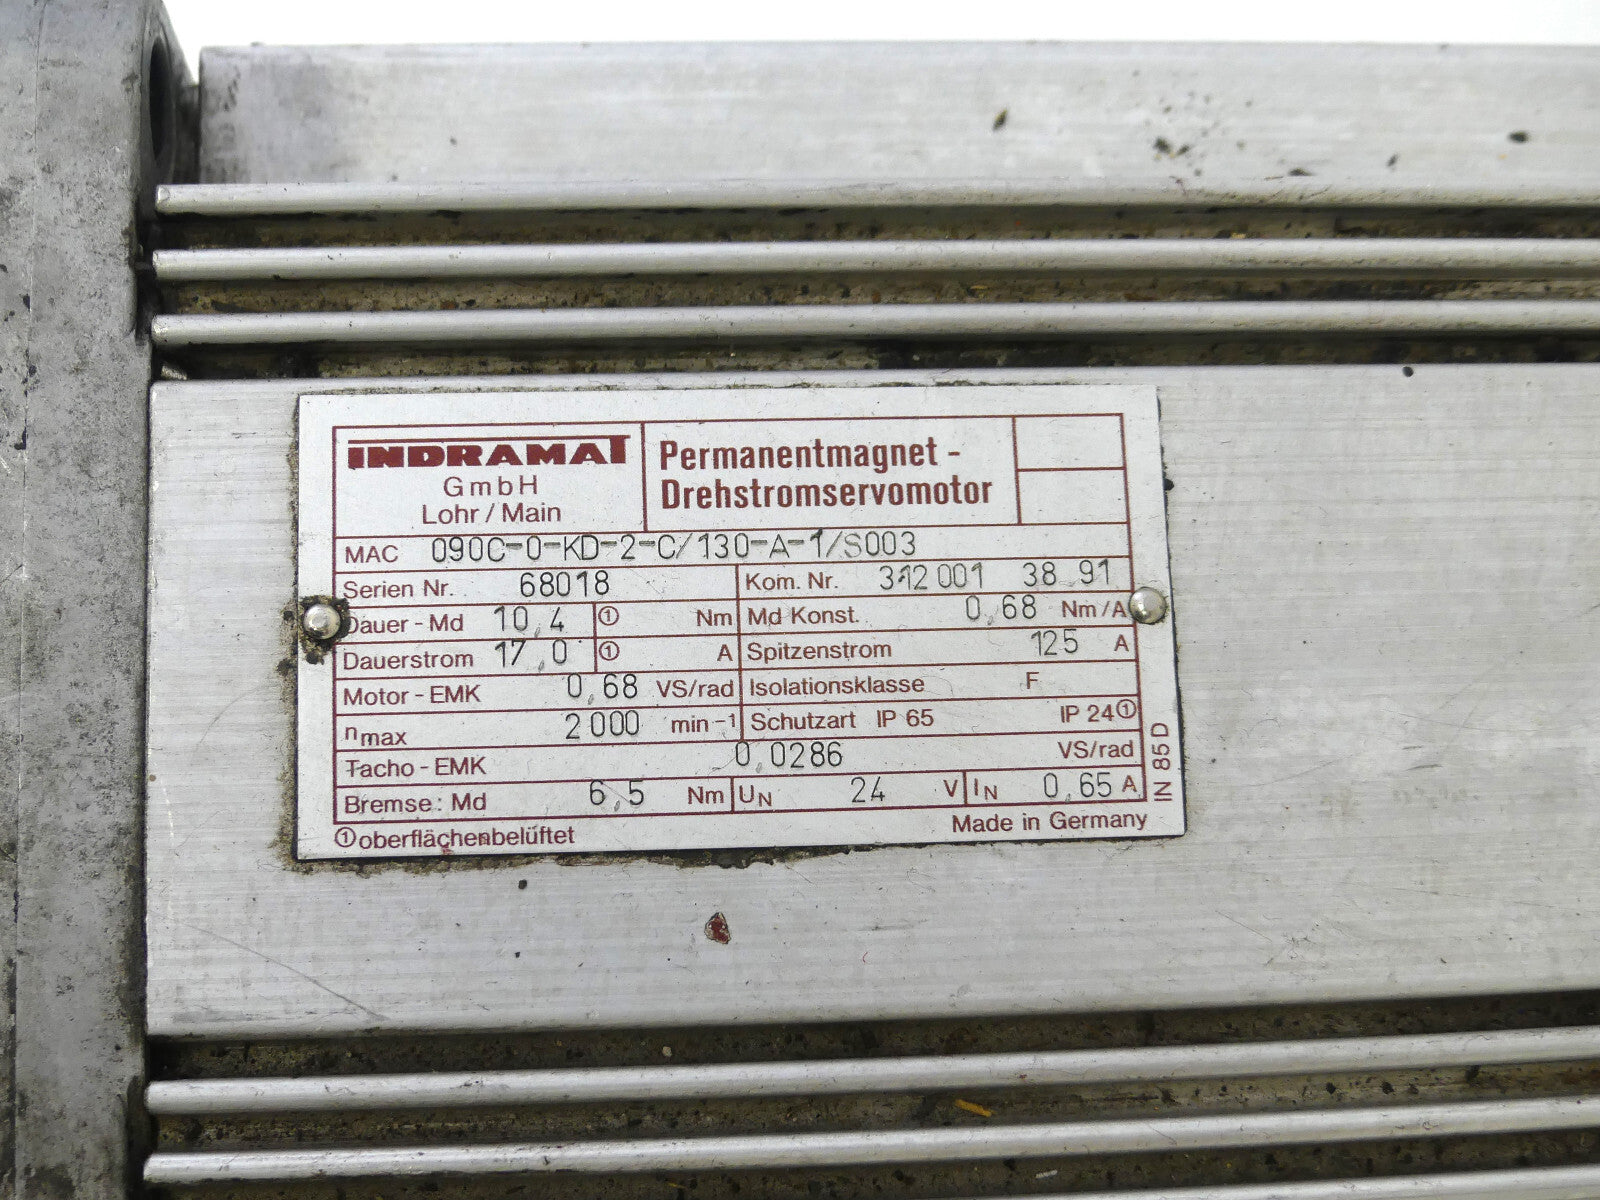 INDRAMAT
GmbH
Lohr / Main
Permanentmagnet -
Drehstromservomotor
MAC 090C-0-KD-2-C/130-A-1/S003
Serien Nr. 68018 Kom. Nr. 312 001 38 91
Dauer - Md 10,4 ① Nm Md Konst. 0,68 Nm/A
Dauerstrom 17,0 ① A Spitzenstrom 125 A
Motor - EMK 0,68 VS/rad Isolationsklasse F
nmax 2000 min -1 Schutzart IP 65 IP 24①
Tacho - EMK 0,0286 VS/rad
Bremse: Md 6,5 Nm UN 24 V IN 0,65 A
①oberflächenbelüftet Made in Germany
IN 85 D